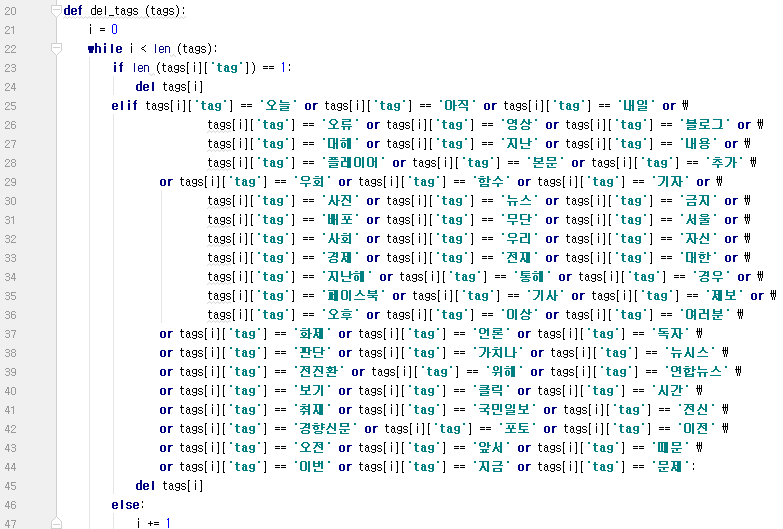 20 def del_tags (tags):
21 i = 0
22 while i < len (tags):
23 if len (tags[i]['tag']) == 1:
24 del tags[i]
25 elif tags[i]['tag'] == '오늘' or tags[i]['tag'] == '아직' or tags[i]['tag'] == '내일' or \
26 tags[i]['tag'] == '오류' or tags[i]['tag'] == '영상' or tags[i]['tag'] == '블로그' or \
27 tags[i]['tag'] == '대해' or tags[i]['tag'] == '지난' or tags[i]['tag'] == '내용' or \
28 tags[i]['tag'] == '플레이어' or tags[i]['tag'] == '본문' or tags[i]['tag'] == '추가' \
29 or tags[i]['tag'] == '우회' or tags[i]['tag'] == '함수' or tags[i]['tag'] == '기자' or \
30 tags[i]['tag'] == '사진' or tags[i]['tag'] == '뉴스' or tags[i]['tag'] == '금지' or \
31 tags[i]['tag'] == '배포' or tags[i]['tag'] == '무단' or tags[i]['tag'] == '서울' or \
32 tags[i]['tag'] == '사회' or tags[i]['tag'] == '우리' or tags[i]['tag'] == '자신' or \
33 tags[i]['tag'] == '경제' or tags[i]['tag'] == '전재' or tags[i]['tag'] == '대한' or \
34 tags[i]['tag'] == '지난해' or tags[i]['tag'] == '통해' or tags[i]['tag'] == '경우' or \
35 tags[i]['tag'] == '페이스북' or tags[i]['tag'] == '기사' or tags[i]['tag'] == '제보' or \
36 tags[i]['tag'] == '오후' or tags[i]['tag'] == '이상' or tags[i]['tag'] == '여러분' \
37 or tags[i]['tag'] == '화제' or tags[i]['tag'] == '언론' or tags[i]['tag'] == '독자' \
38 or tags[i]['tag'] == '판단' or tags[i]['tag'] == '가치나' or tags[i]['tag'] == '뉴시스' \
39 or tags[i]['tag'] == '전진환' or tags[i]['tag'] == '위해' or tags[i]['tag'] == '연합뉴스' \
40 or tags[i]['tag'] == '보기' or tags[i]['tag'] == '클릭' or tags[i]['tag'] == '시간' \
41 or tags[i]['tag'] == '취재' or tags[i]['tag'] == '국민일보' or tags[i]['tag'] == '전신' \
42 or tags[i]['tag'] == '경향신문' or tags[i]['tag'] == '포토' or tags[i]['tag'] == '이전' \
43 or tags[i]['tag'] == '오전' or tags[i]['tag'] == '앞서' or tags[i]['tag'] == '때문' \
44 or tags[i]['tag'] == '이번' or tags[i]['tag'] == '지금' or tags[i]['tag'] == '문제':
45 del tags[i]
46 else:
47 i += 1